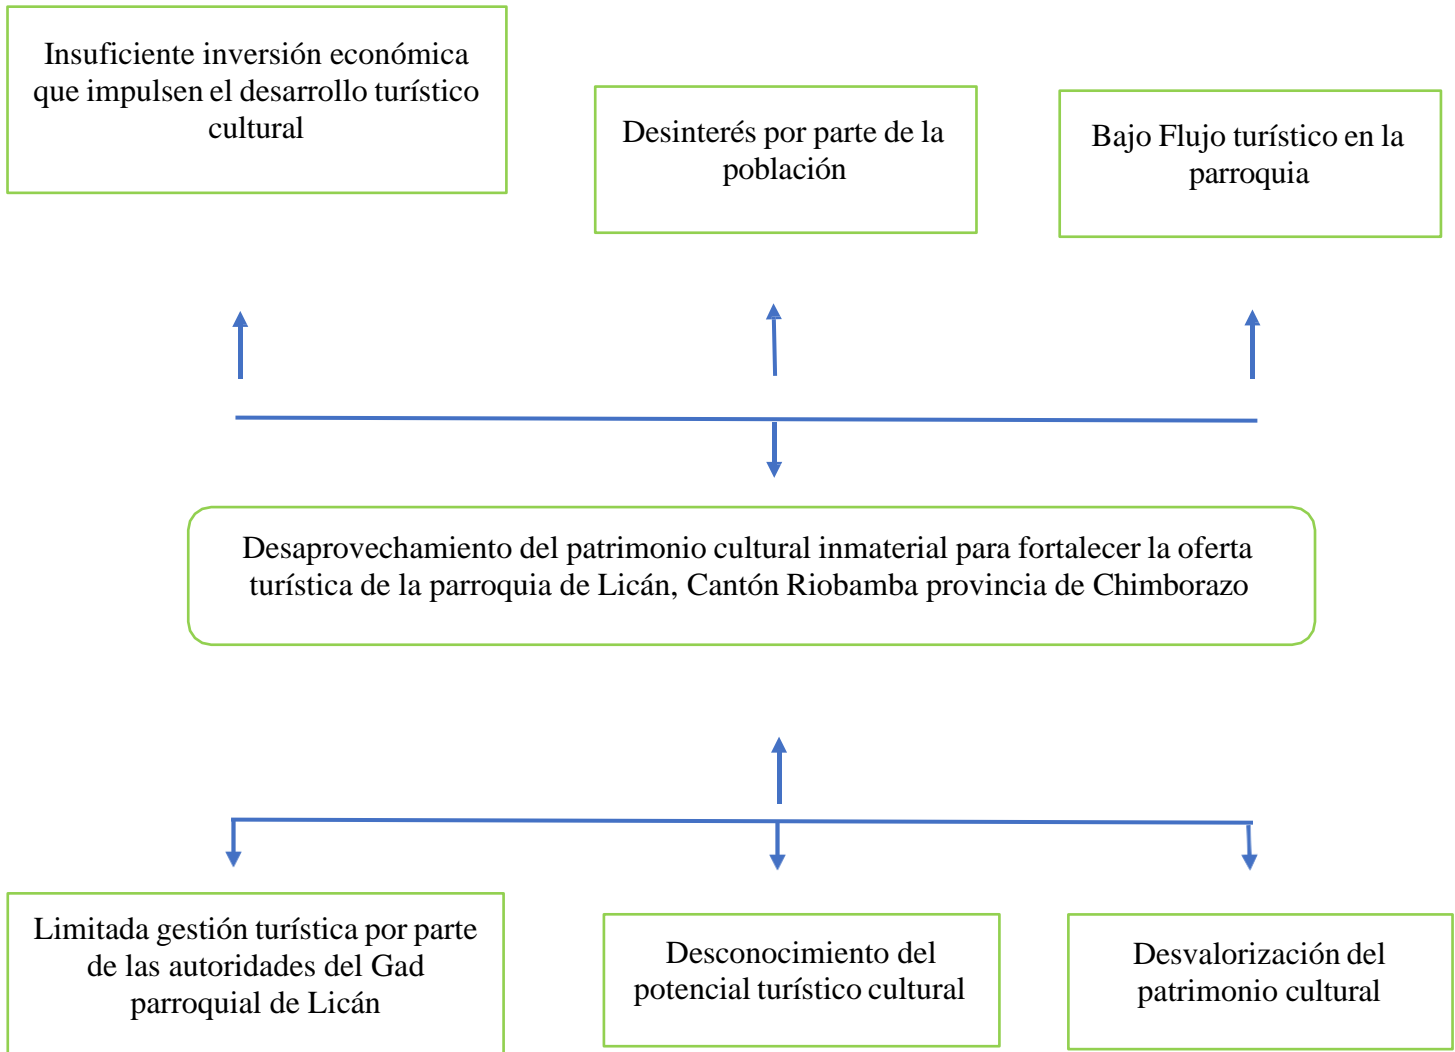 Insuficiente inversión económica
que impulsen el desarrollo turístico
cultural
Desinterés por parte de la
población
Bajo Flujo turístico en la
parroquia
Desaprovechamiento del patrimonio cultural inmaterial para fortalecer la oferta
turística de la parroquia de Licán, Cantón Riobamba provincia de Chimborazo
Limitada gestión turística por parte
de las autoridades del Gad
parroquial de Licán
Desconocimiento del
potencial turístico cultural
Desvalorización del
patrimonio cultural